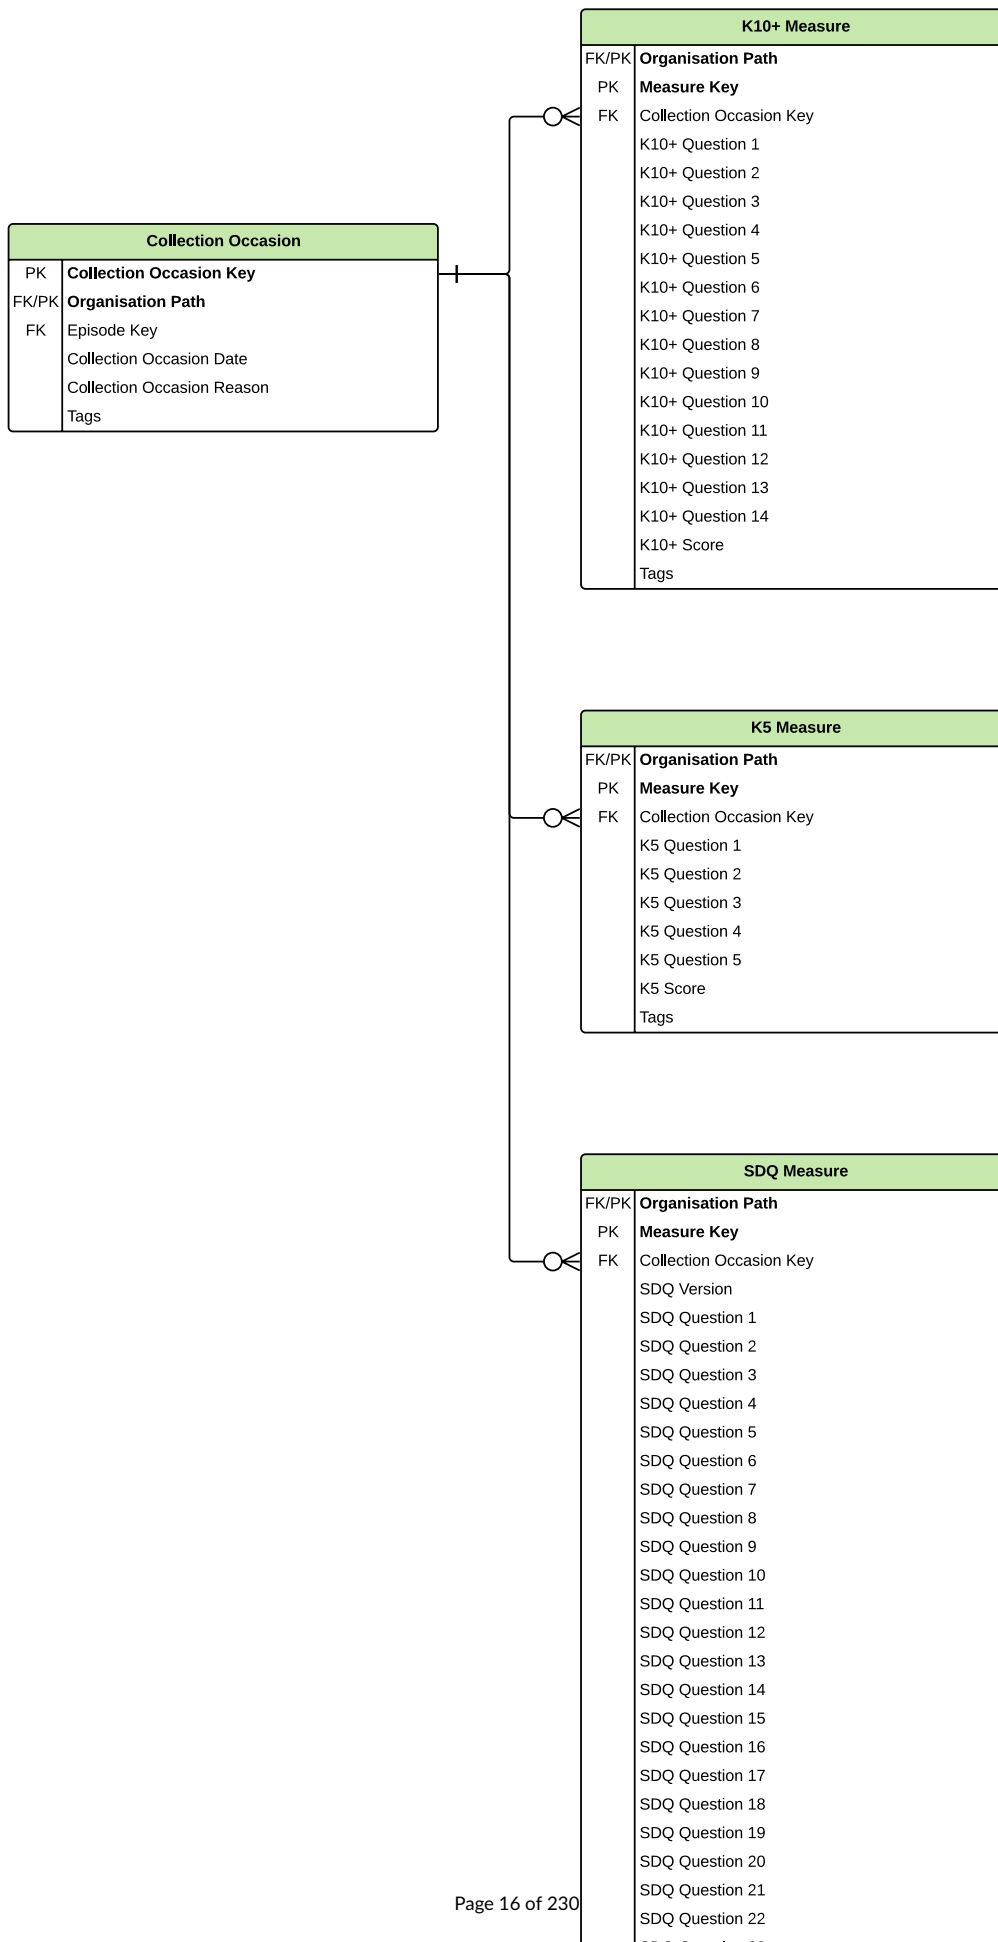 K10+ Measure
FK/PK Organisation Path
PK Measure Key
FK Collection Occasion Key
K10+ Question 1
K10+ Question 2
K10+ Question 3
K10+ Question 4
K10+ Question 5
K10+ Question 6
K10+ Question 7
K10+ Question 8
K10+ Question 9
K10+ Question 10
K10+ Question 11
K10+ Question 12
K10+ Question 13
K10+ Question 14
K10+ Score
Tags
Collection Occasion
PK Collection Occasion Key
FK/PK Organisation Path
FK Episode Key
Collection Occasion Date
Collection Occasion Reason
Tags
K5 Measure
FK/PK Organisation Path
PK Measure Key
FK Collection Occasion Key
K5 Question 1
K5 Question 2
K5 Question 3
K5 Question 4
K5 Question 5
K5 Score
Tags
SDQ Measure
FK/PK Organisation Path
PK Measure Key
FK Collection Occasion Key
SDQ Version
SDQ Question 1
SDQ Question 2
SDQ Question 3
SDQ Question 4
SDQ Question 5
SDQ Question 6
SDQ Question 7
SDQ Question 8
SDQ Question 9
SDQ Question 10
SDQ Question 11
SDQ Question 12
SDQ Question 13
SDQ Question 14
SDQ Question 15
SDQ Question 16
SDQ Question 17
SDQ Question 18
SDQ Question 19
SDQ Question 20
SDQ Question 21
SDQ Question 22
Page 16 of 230